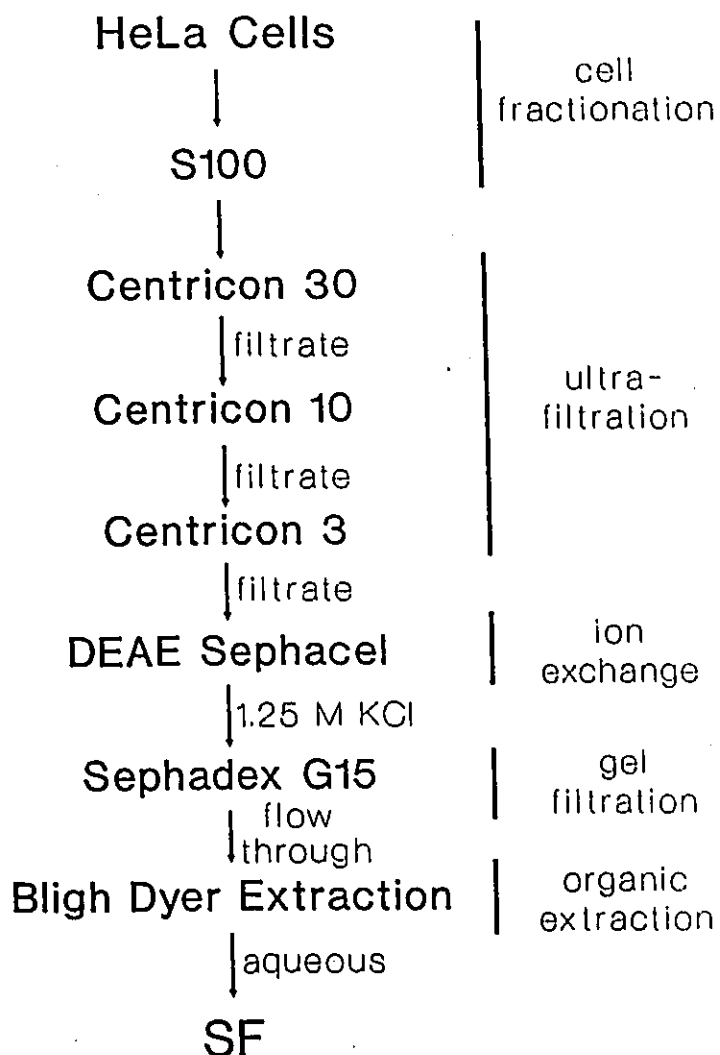 HeLa Cells
cell
fractionation
S100
Centricon 30
filtrate
ultra-
filtration
Centricon 10
filtrate
Centricon 3
filtrate
DEAE Sephacel
ion
exchange
1.25 M KCl
Sephadex G15
gel
filtration
flow
through
Bligh Dyer Extraction
organic
extraction
aqueous
SF